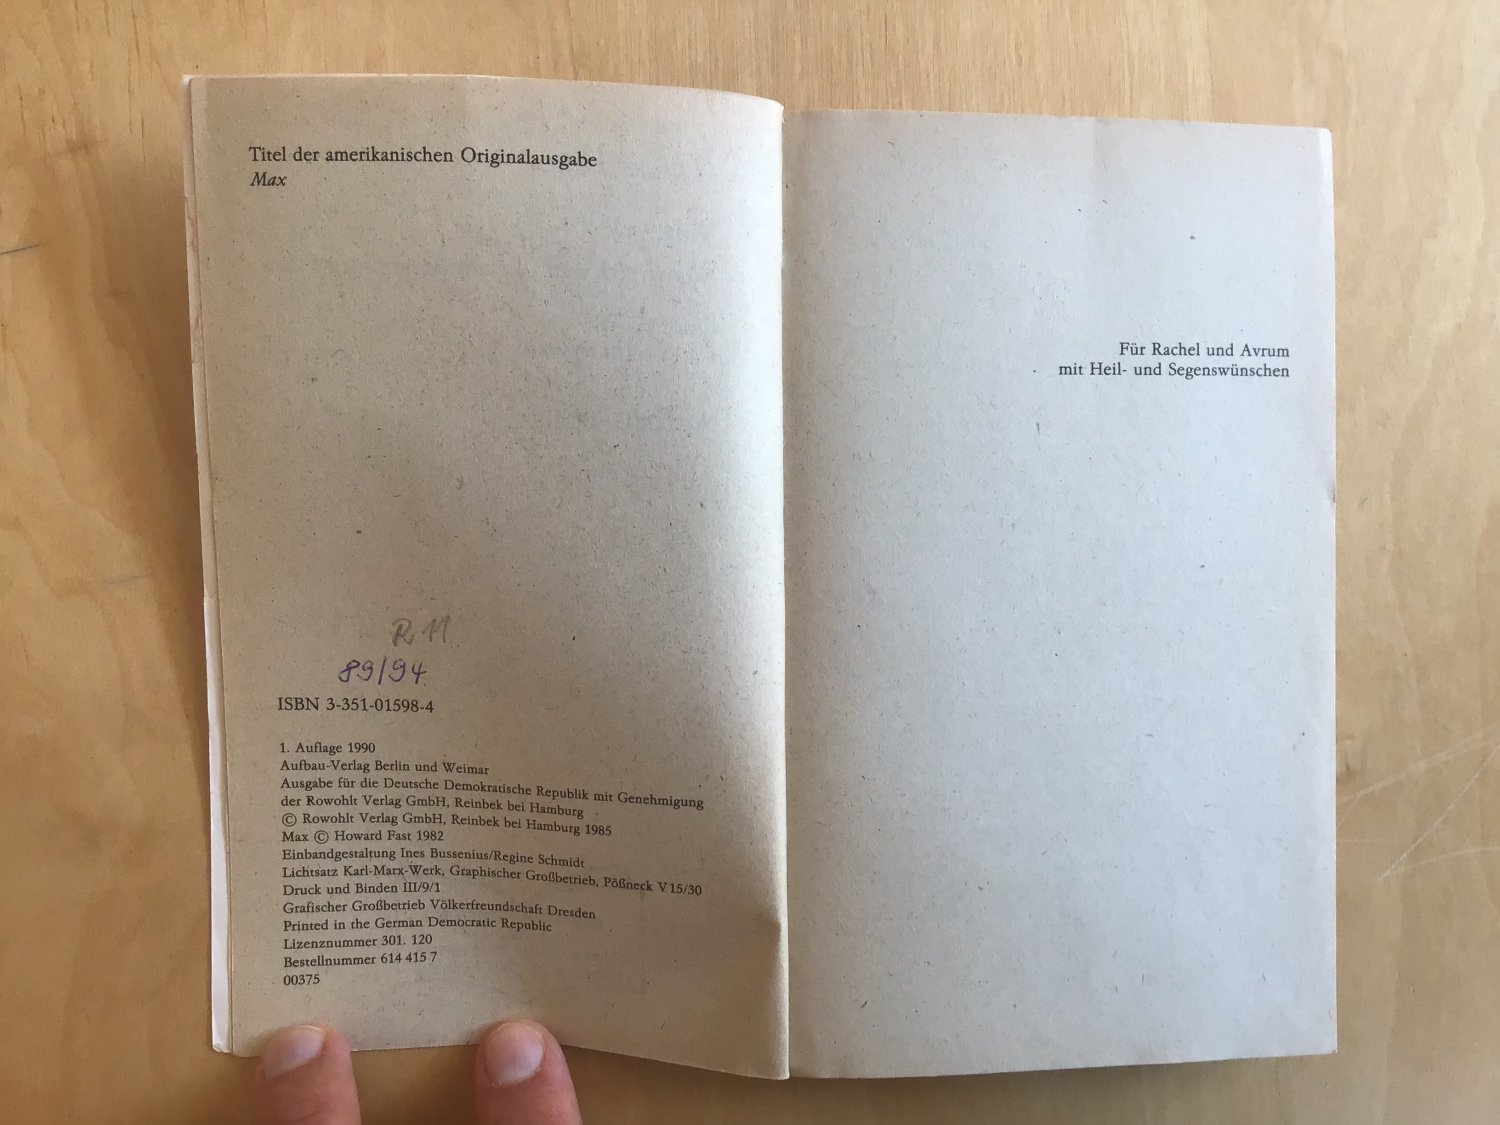 Titel der amerikanischen Originalausgabe
Max
R 11
89/94
ISBN 3-351-01598-4
1. Auflage 1990
Aufbau-Verlag Berlin und Weimar
Ausgabe für die Deutsche Demokratische Republik mit Genehmigung
der Rowohlt Verlag GmbH, Reinbek bei Hamburg
© Rowohlt Verlag GmbH, Reinbek bei Hamburg 1985
Max © Howard Fast 1982
Einbandgestaltung Ines Bussenius/Regine Schmidt
Lichtsatz Karl-Marx-Werk, Graphischer Großbetrieb, Pößneck V 15/30
Druck und Binden III/9/1
Grafischer Großbetrieb Völkerfreundschaft Dresden
Printed in the German Democratic Republic
Lizenznummer 301. 120
Bestellnummer 614 415 7
00375
Für Rachel und Avrum
mit Heil- und Segenswünschen